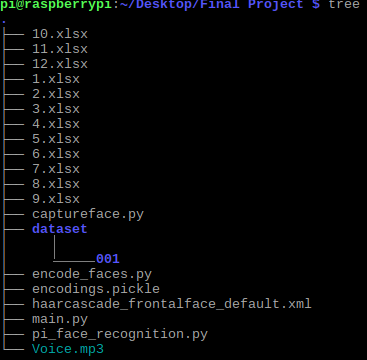 pi@raspberrypi:~/Desktop/Final Project $ tree
.
├── 10.xlsx
├── 11.xlsx
├── 12.xlsx
├── 1.xlsx
├── 2.xlsx
├── 3.xlsx
├── 4.xlsx
├── 5.xlsx
├── 6.xlsx
├── 7.xlsx
├── 8.xlsx
├── 9.xlsx
├── captureface.py
├── dataset
│   └── 001
├── encode_faces.py
├── encodings.pickle
├── haarcascade_frontalface_default.xml
├── main.py
├── pi_face_recognition.py
└── Voice.mp3